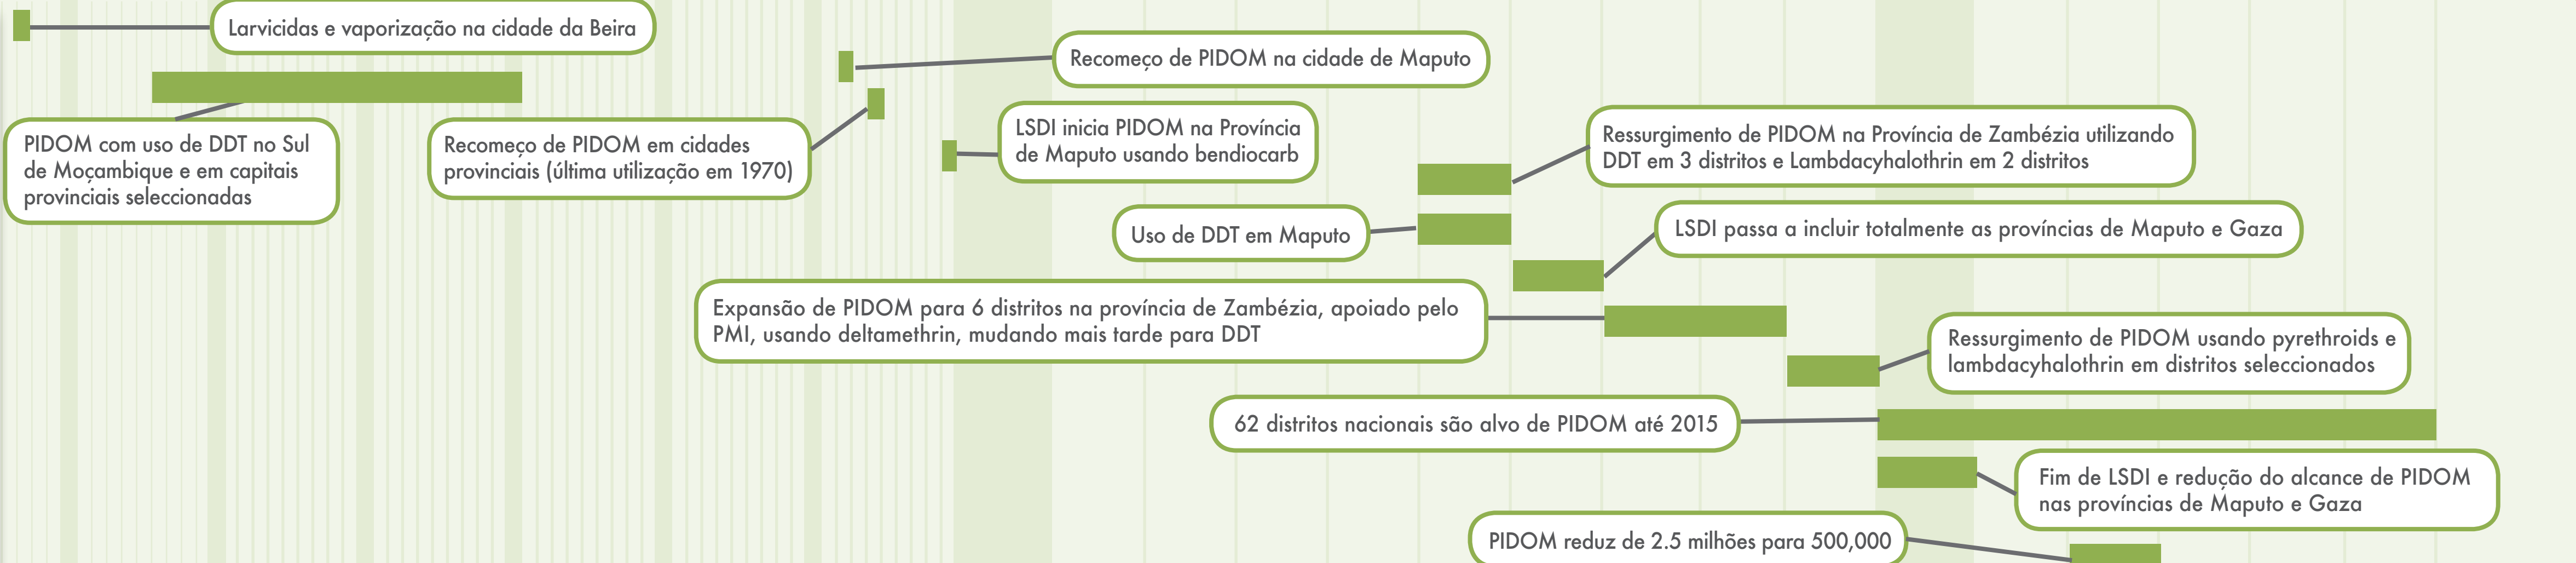 Larvicidas e vaporização na cidade da Beira
Recomeço de PIDOM na cidade de Maputo
PIDOM com uso de DDT no Sul
de Moçambique e em capitais
provinciais seleccionadas
Recomeço de PIDOM em cidades
provinciais (última utilização em 1970)
LSDI inicia PIDOM na Província
de Maputo usando bendiocarb
Ressurgimento de PIDOM na Província de Zambézia utilizando
DDT em 3 distritos e Lambdacyhalothrin em 2 distritos
Uso de DDT em Maputo
LSDI passa a incluir totalmente as províncias de Maputo e Gaza
Expansão de PIDOM para 6 distritos na província de Zambézia, apoiado pelo
PMI, usando deltamethrin, mudando mais tarde para DDT
Ressurgimento de PIDOM usando pyrethroids e
lambdacyhalothrin em distritos seleccionados
62 distritos nacionais são alvo de PIDOM até 2015
Fim de LSDI e redução do alcance de PIDOM
nas províncias de Maputo e Gaza
PIDOM reduz de 2.5 milhões para 500,000